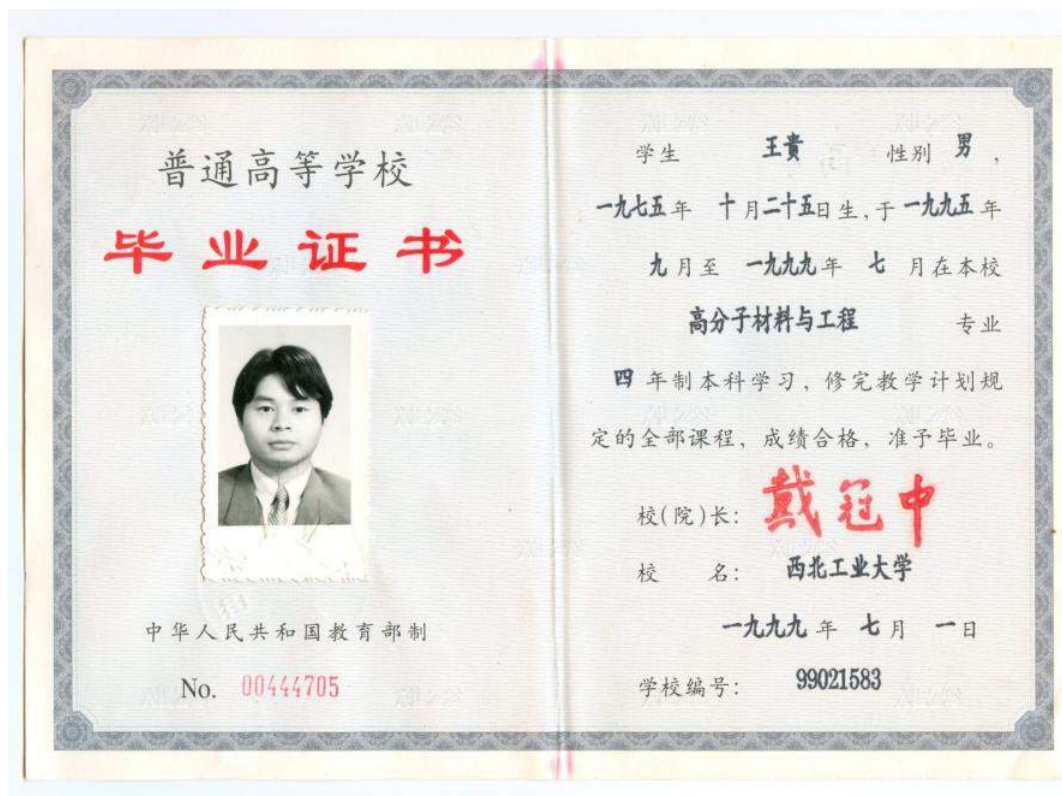 普通高等学校
毕业证书
中华人民共和国教育部制
No. 00444705
学生 王貴 性别 男，
一九七五年 十月二十五日生，于一九九五年
九月至 一九九九年 七 月在本校
高分子材料与工程 专业
四 年制本科学习，修完教学计划规
定的全部课程，成绩合格，准予毕业。
校(院)长： 戴冠中
校 名： 西北工业大学
一九九九年 七月 一日
学校编号： 99021583